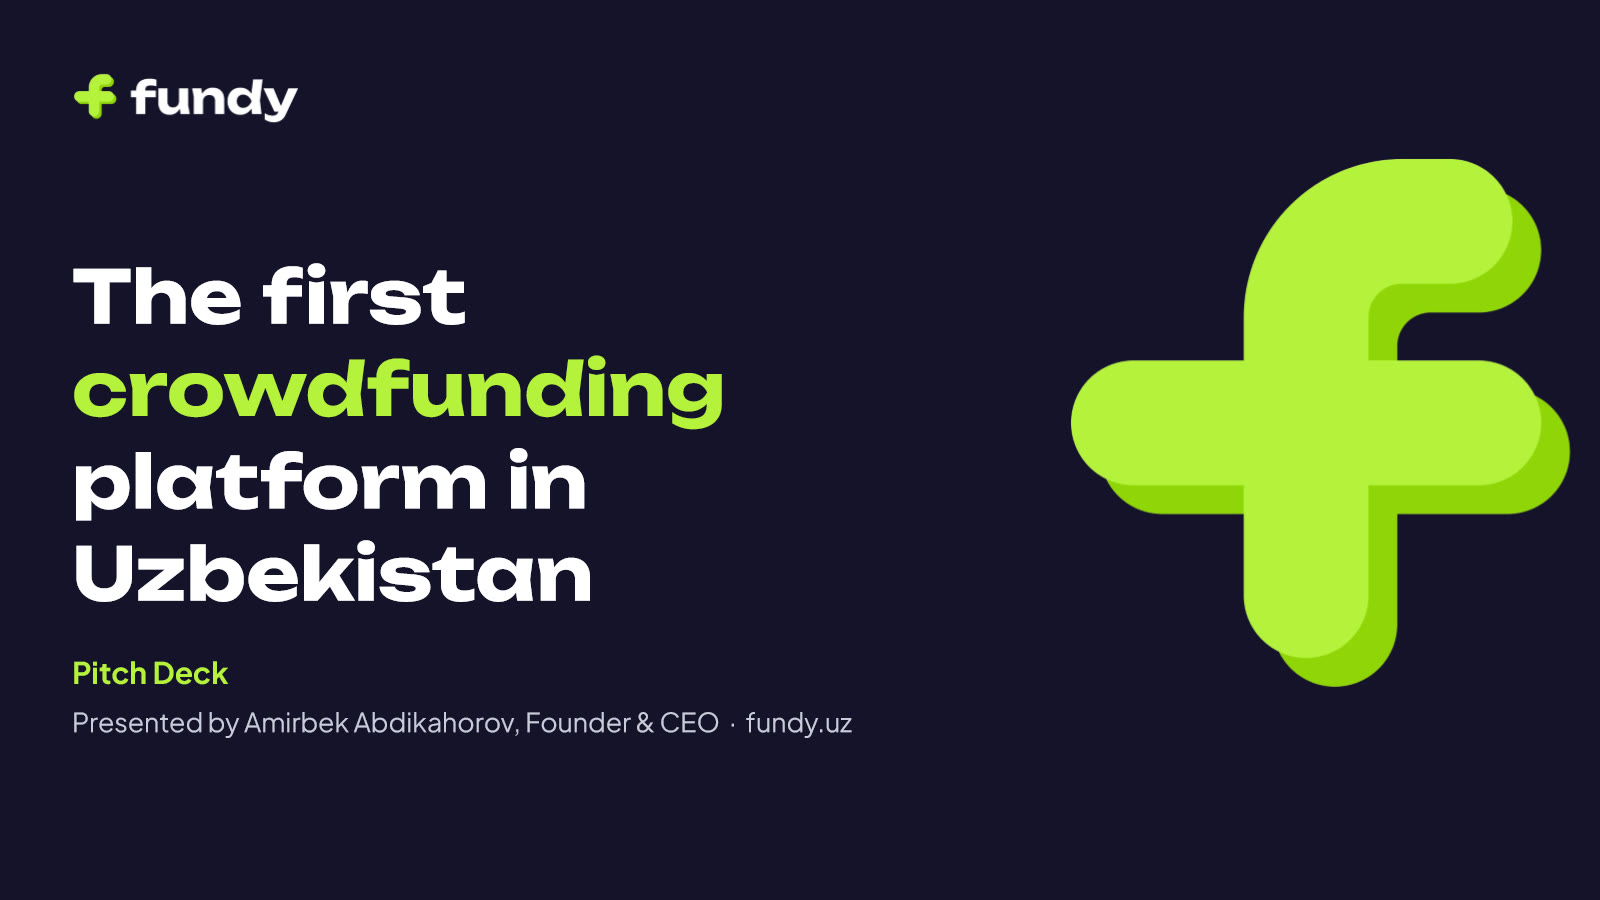 fundy
The first
crowdfunding
platform in
Uzbekistan
Pitch Deck
Presented by Amirbek Abdikahorov, Founder & CEO · fundy.uz